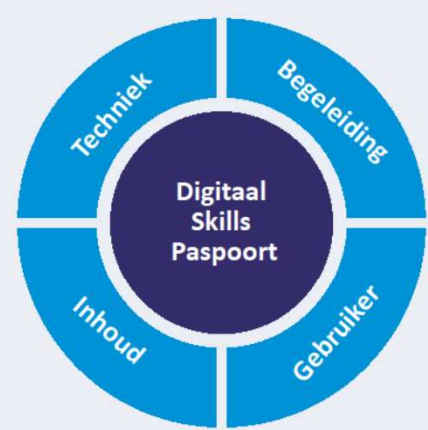 Techniek
Begeleiding
Digitaal
Skills
Paspoort
Inhoud
Gebruiker